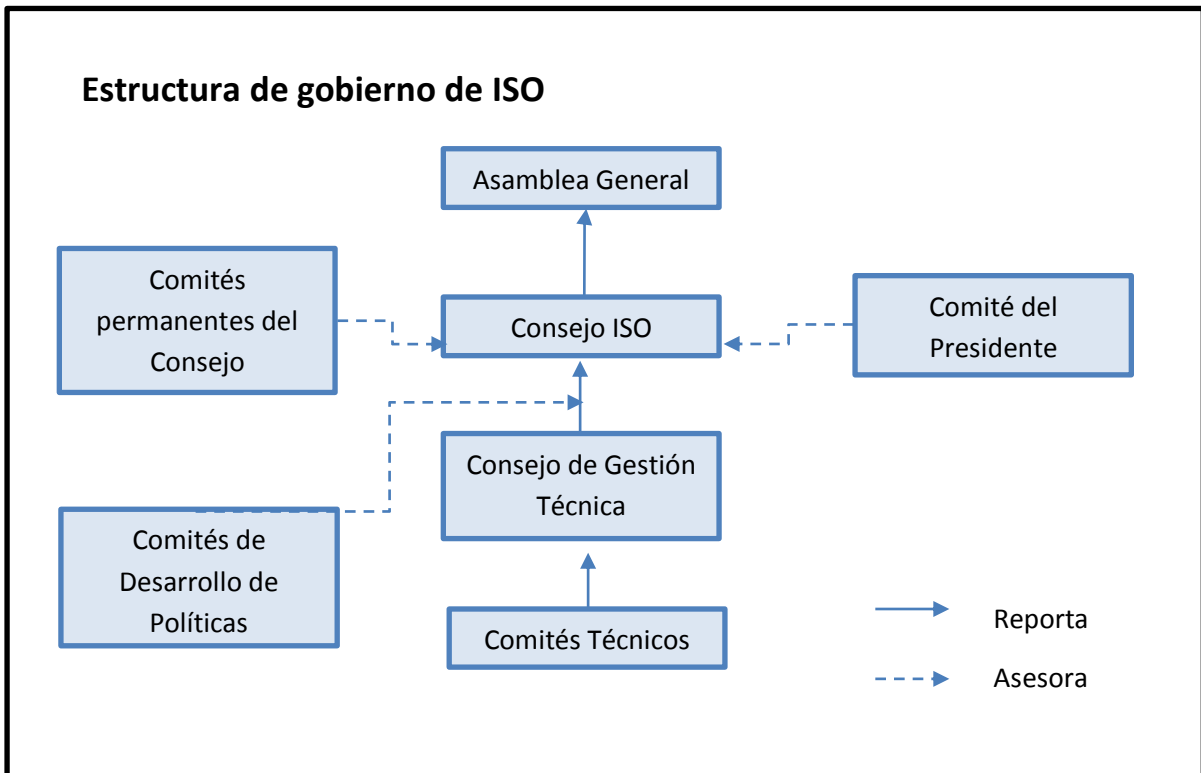 Estructura de gobierno de ISO
Asamblea General
Comités
permanentes del
Consejo
Consejo ISO
Comité del
Presidente
Consejo de Gestión
Técnica
Comités de
Desarrollo de
Políticas
Comités Técnicos
Reporta
Asesora